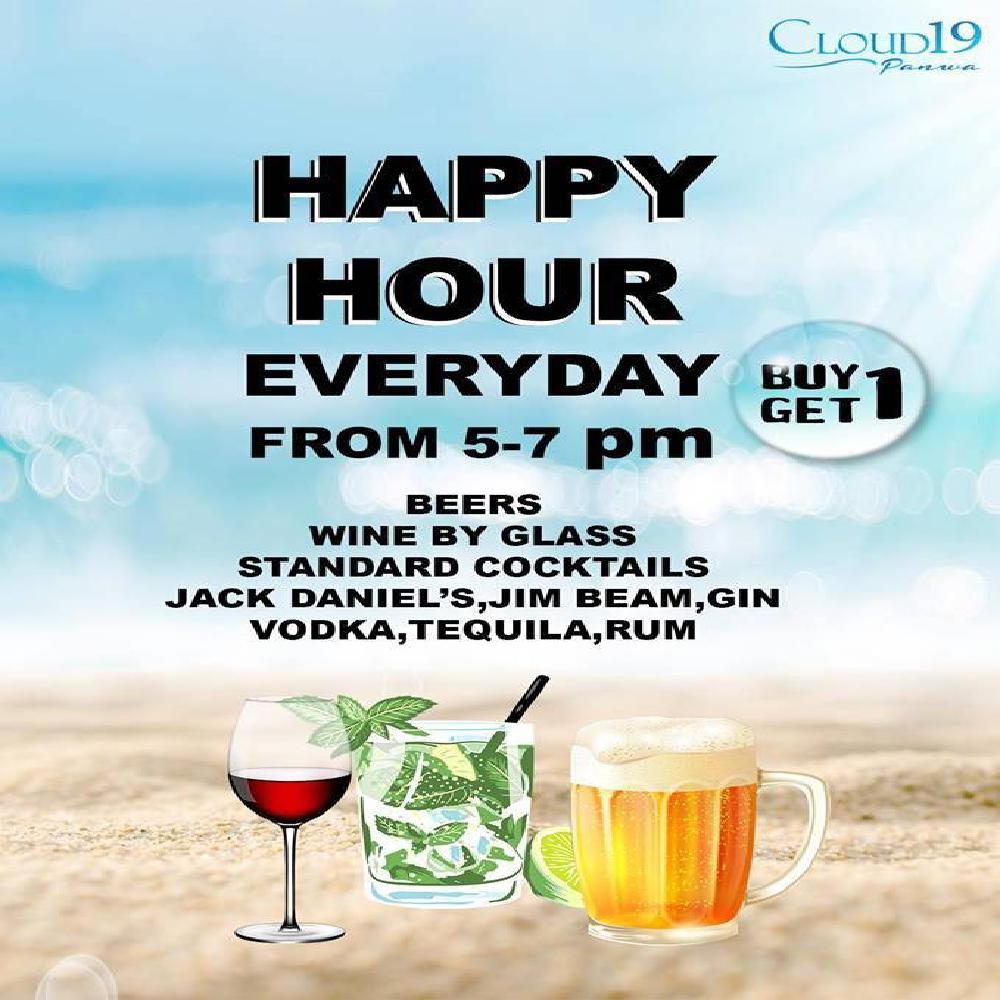 CLOUD19
Panwa
HAPPY
HOUR
EVERYDAY
FROM 5-7 pm
BUY 1
GET
BEERS
WINE BY GLASS
STANDARD COCKTAILS
JACK DANIEL'S,JIM BEAM,GIN
VODKA,TEQUILA,RUM